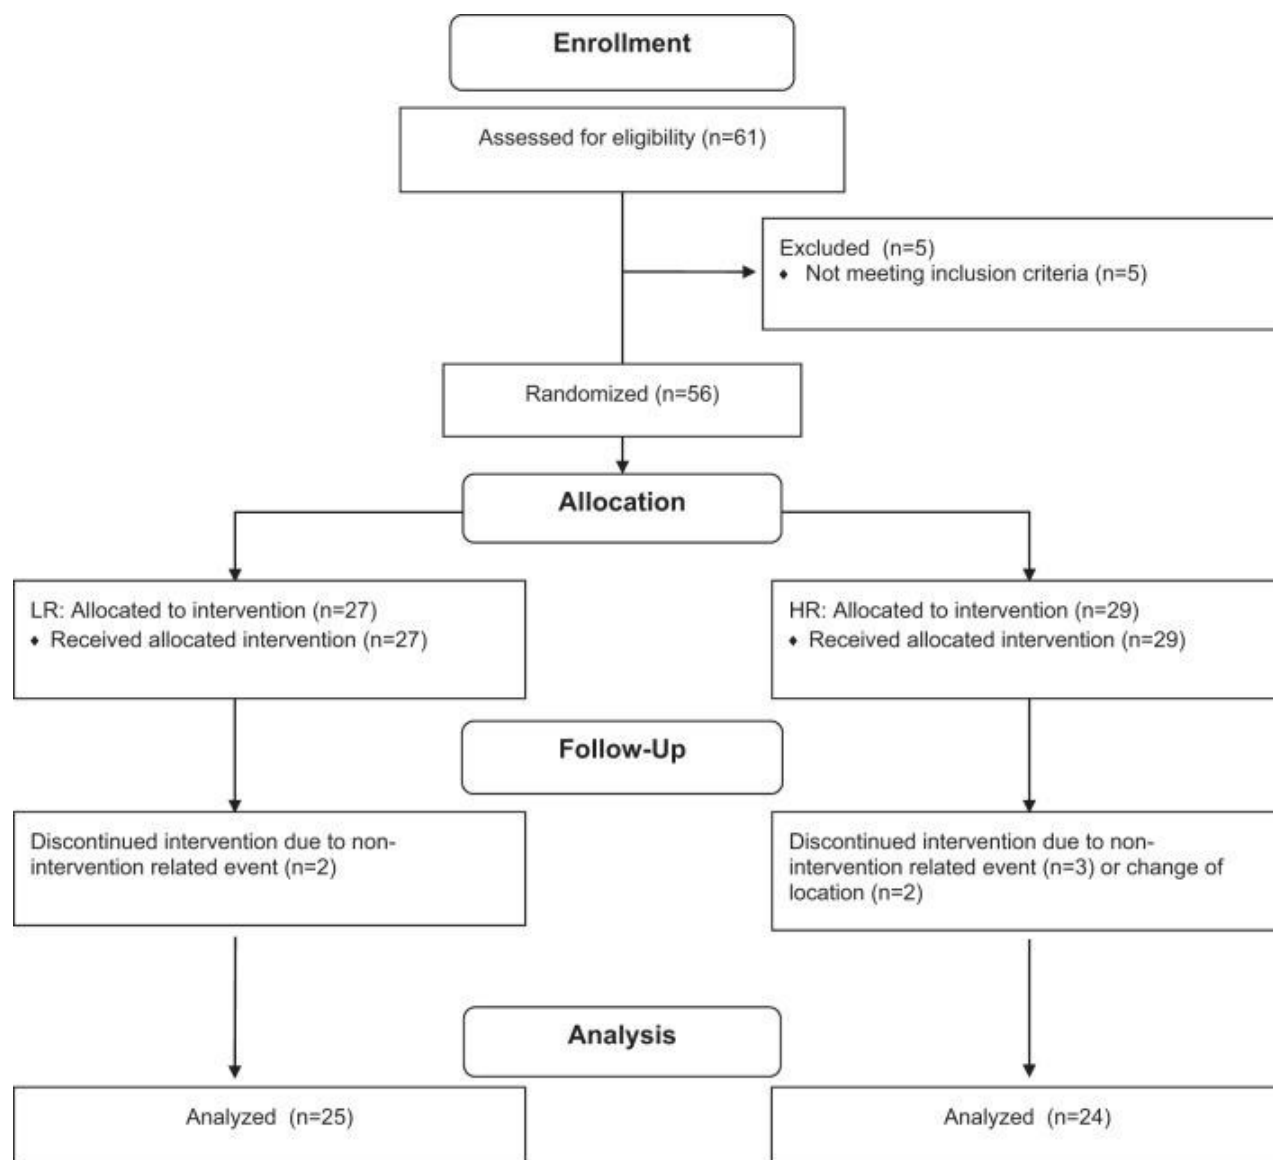 Enrollment
Assessed for eligibility (n=61)
Excluded (n=5)
♦ Not meeting inclusion criteria (n=5)
Randomized (n=56)
Allocation
LR: Allocated to intervention (n=27)
♦ Received allocated intervention (n=27)
HR: Allocated to intervention (n=29)
♦ Received allocated intervention (n=29)
Follow-Up
Discontinued intervention due to non-
intervention related event (n=2)
Discontinued intervention due to non-
intervention related event (n=3) or change of
location (n=2)
Analysis
Analyzed (n=25)
Analyzed (n=24)